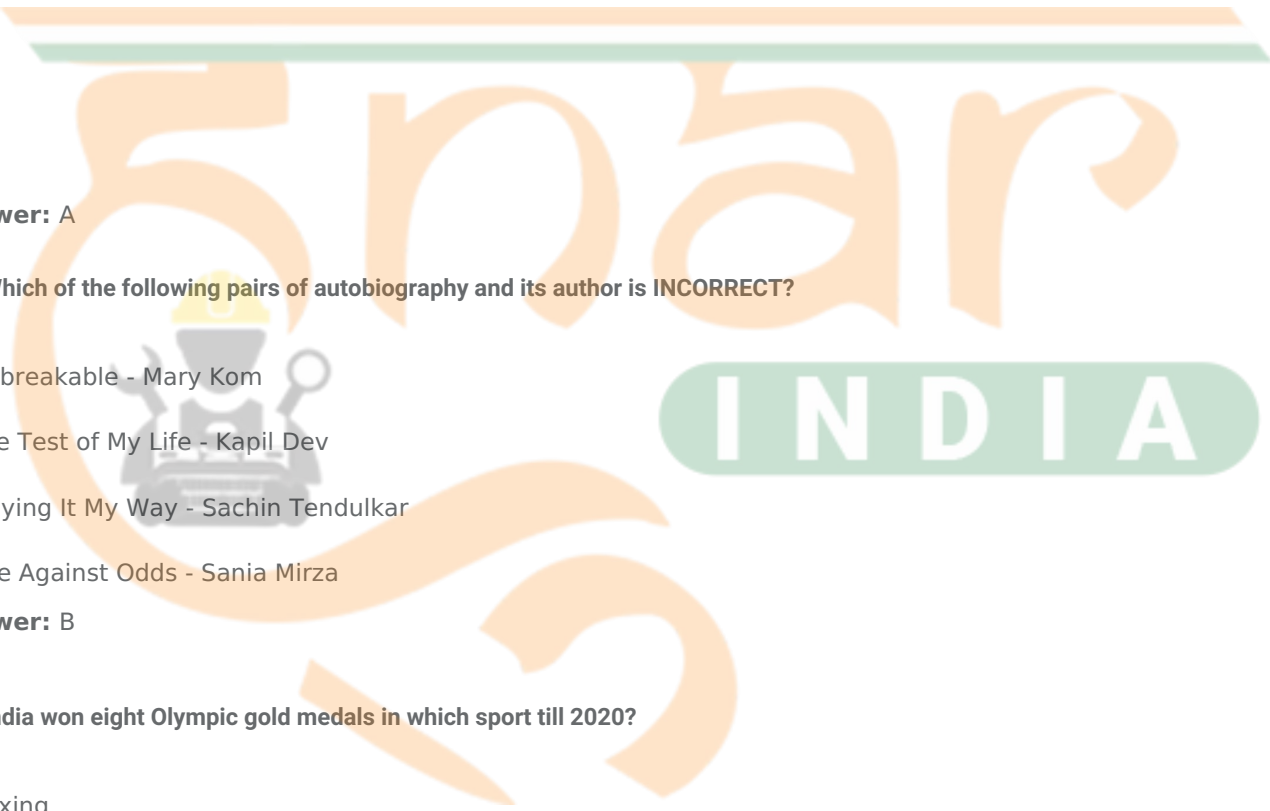 wer: A
hich of the following pairs of autobiography and its author is INCORRECT?
breakable - Mary Kom
e Test of My Life - Kapil Dev
ying It My Way - Sachin Tendulkar
e Against Odds - Sania Mirza
wer: B
dia won eight Olympic gold medals in which sport till 2020?
xing
हुnar
INDIA